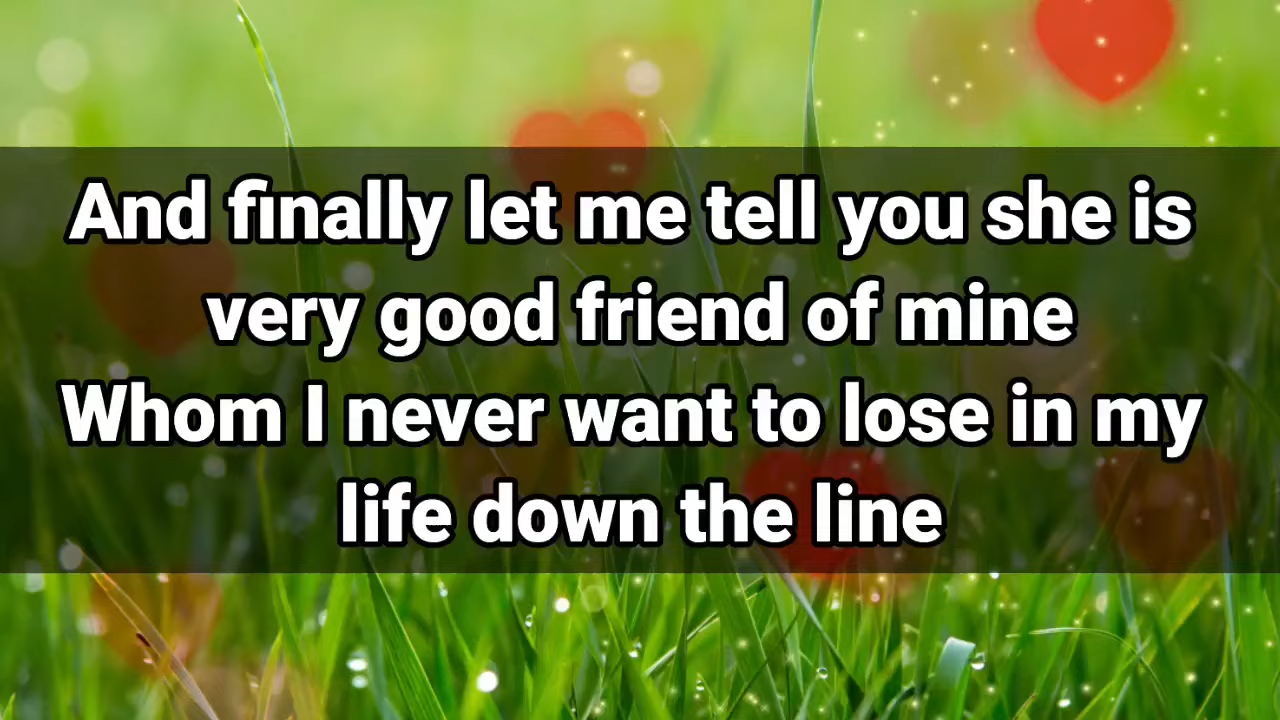 And finally let me tell you she is
very good friend of mine
Whom I never want to lose in my
life down the line